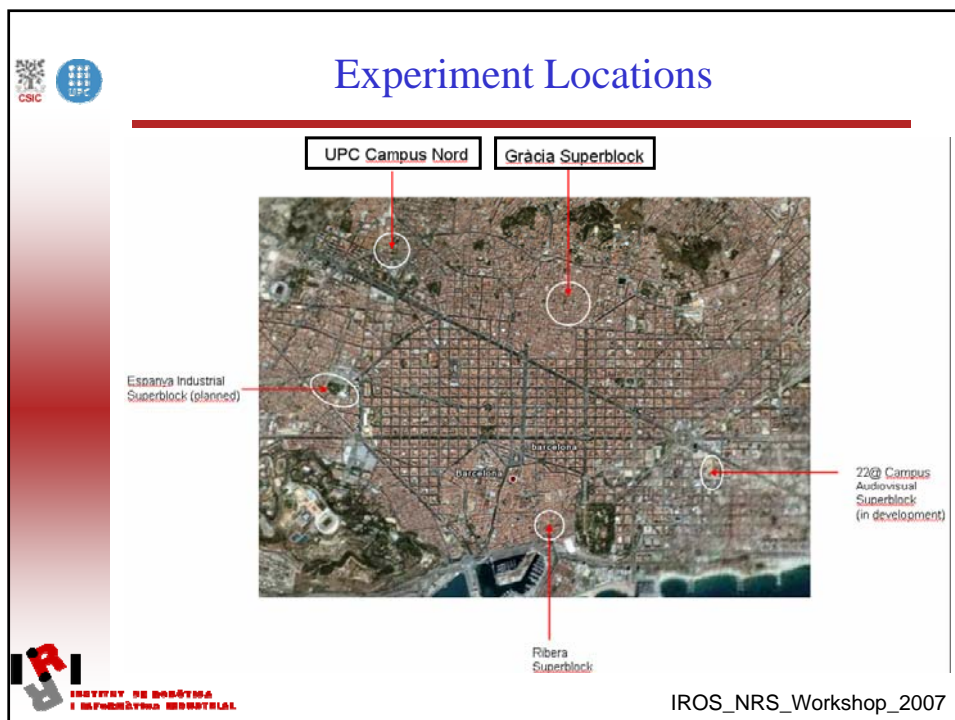 Experiment Locations
CSIC
UPC
UPC Campus Nord
Gràcia Superblock
Espanya Industrial
Superblock (planned)
barcelona
barcelona
22@ Campus
Audiovisual
Superblock
(in development)
Ribera
Superblock
IRI
INSTITUT DE ROBÒTICA
I INFORMÀTICA INDUSTRIAL
IROS_NRS_Workshop_2007